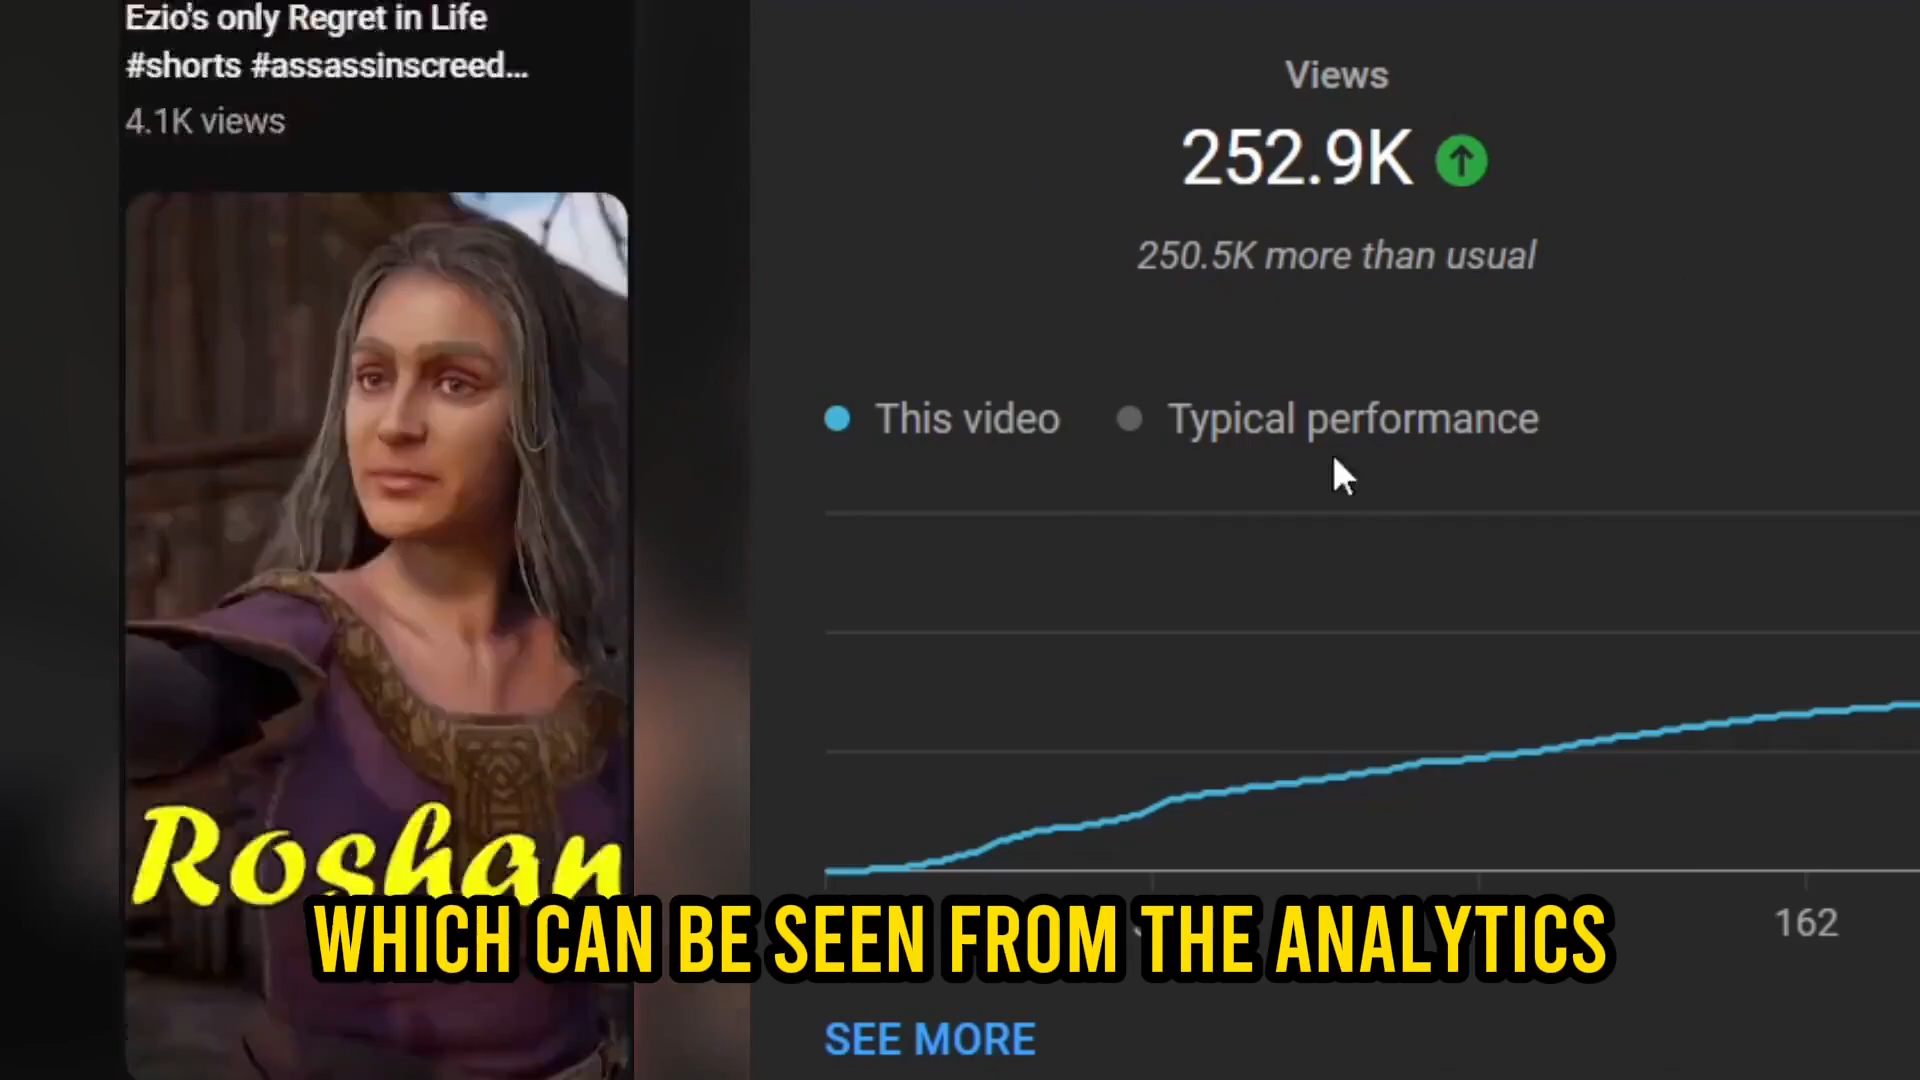 Ezio's only Regret in Life
#shorts #assassinscreed...
4.1K views
Roshan
Views
252.9K
250.5K more than usual
This video
Typical performance
162
WHICH CAN BE SEEN FROM THE ANALYTICS
SEE MORE